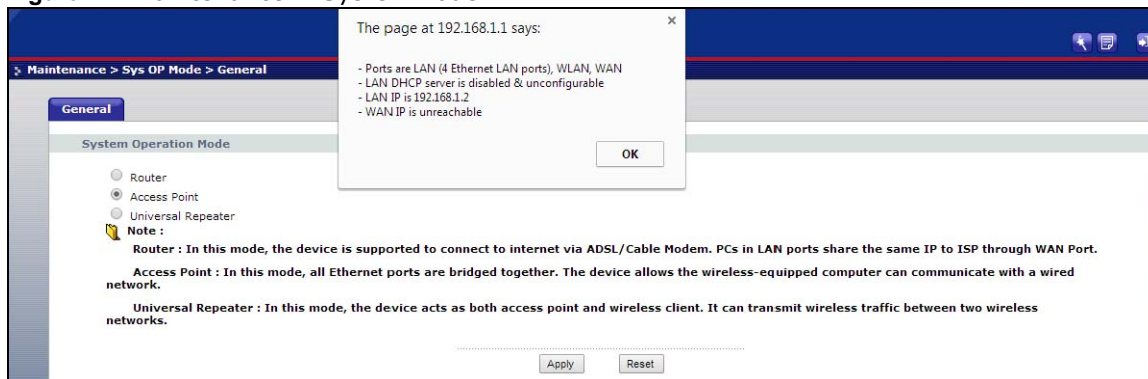 The page at 192.168.1.1 says:
- Ports are LAN (4 Ethernet LAN ports), WLAN, WAN
- LAN DHCP server is disabled & unconfigurable
- LAN IP is 192.168.1.2
- WAN IP is unreachable
OK
Maintenance > Sys OP Mode > General
General
System Operation Mode
Router
Access Point
Universal Repeater
Note :
Router : In this mode, the device is supported to connect to internet via ADSL/Cable Modem. PCs in LAN ports share the same IP to ISP through WAN Port.
Access Point : In this mode, all Ethernet ports are bridged together. The device allows the wireless-equipped computer can communicate with a wired
network.
Universal Repeater : In this mode, the device acts as both access point and wireless client. It can transmit wireless traffic between two wireless
networks.
Apply Reset